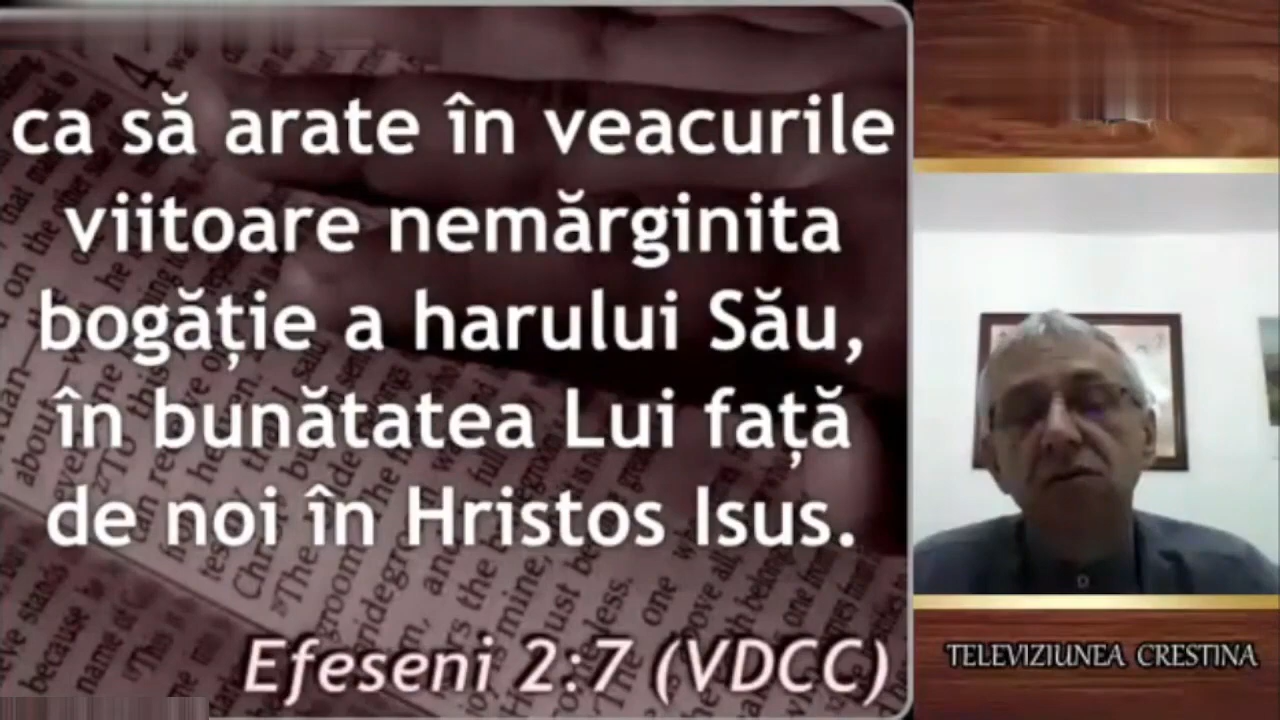 ca să arate în veacurile
viitoare nemărginita
bogăție a harului Său,
în bunătatea Lui față
de noi în Hristos Isus.
Efeseni 2:7 (VDCC)
TELEVIZIUNEA CRESTINA